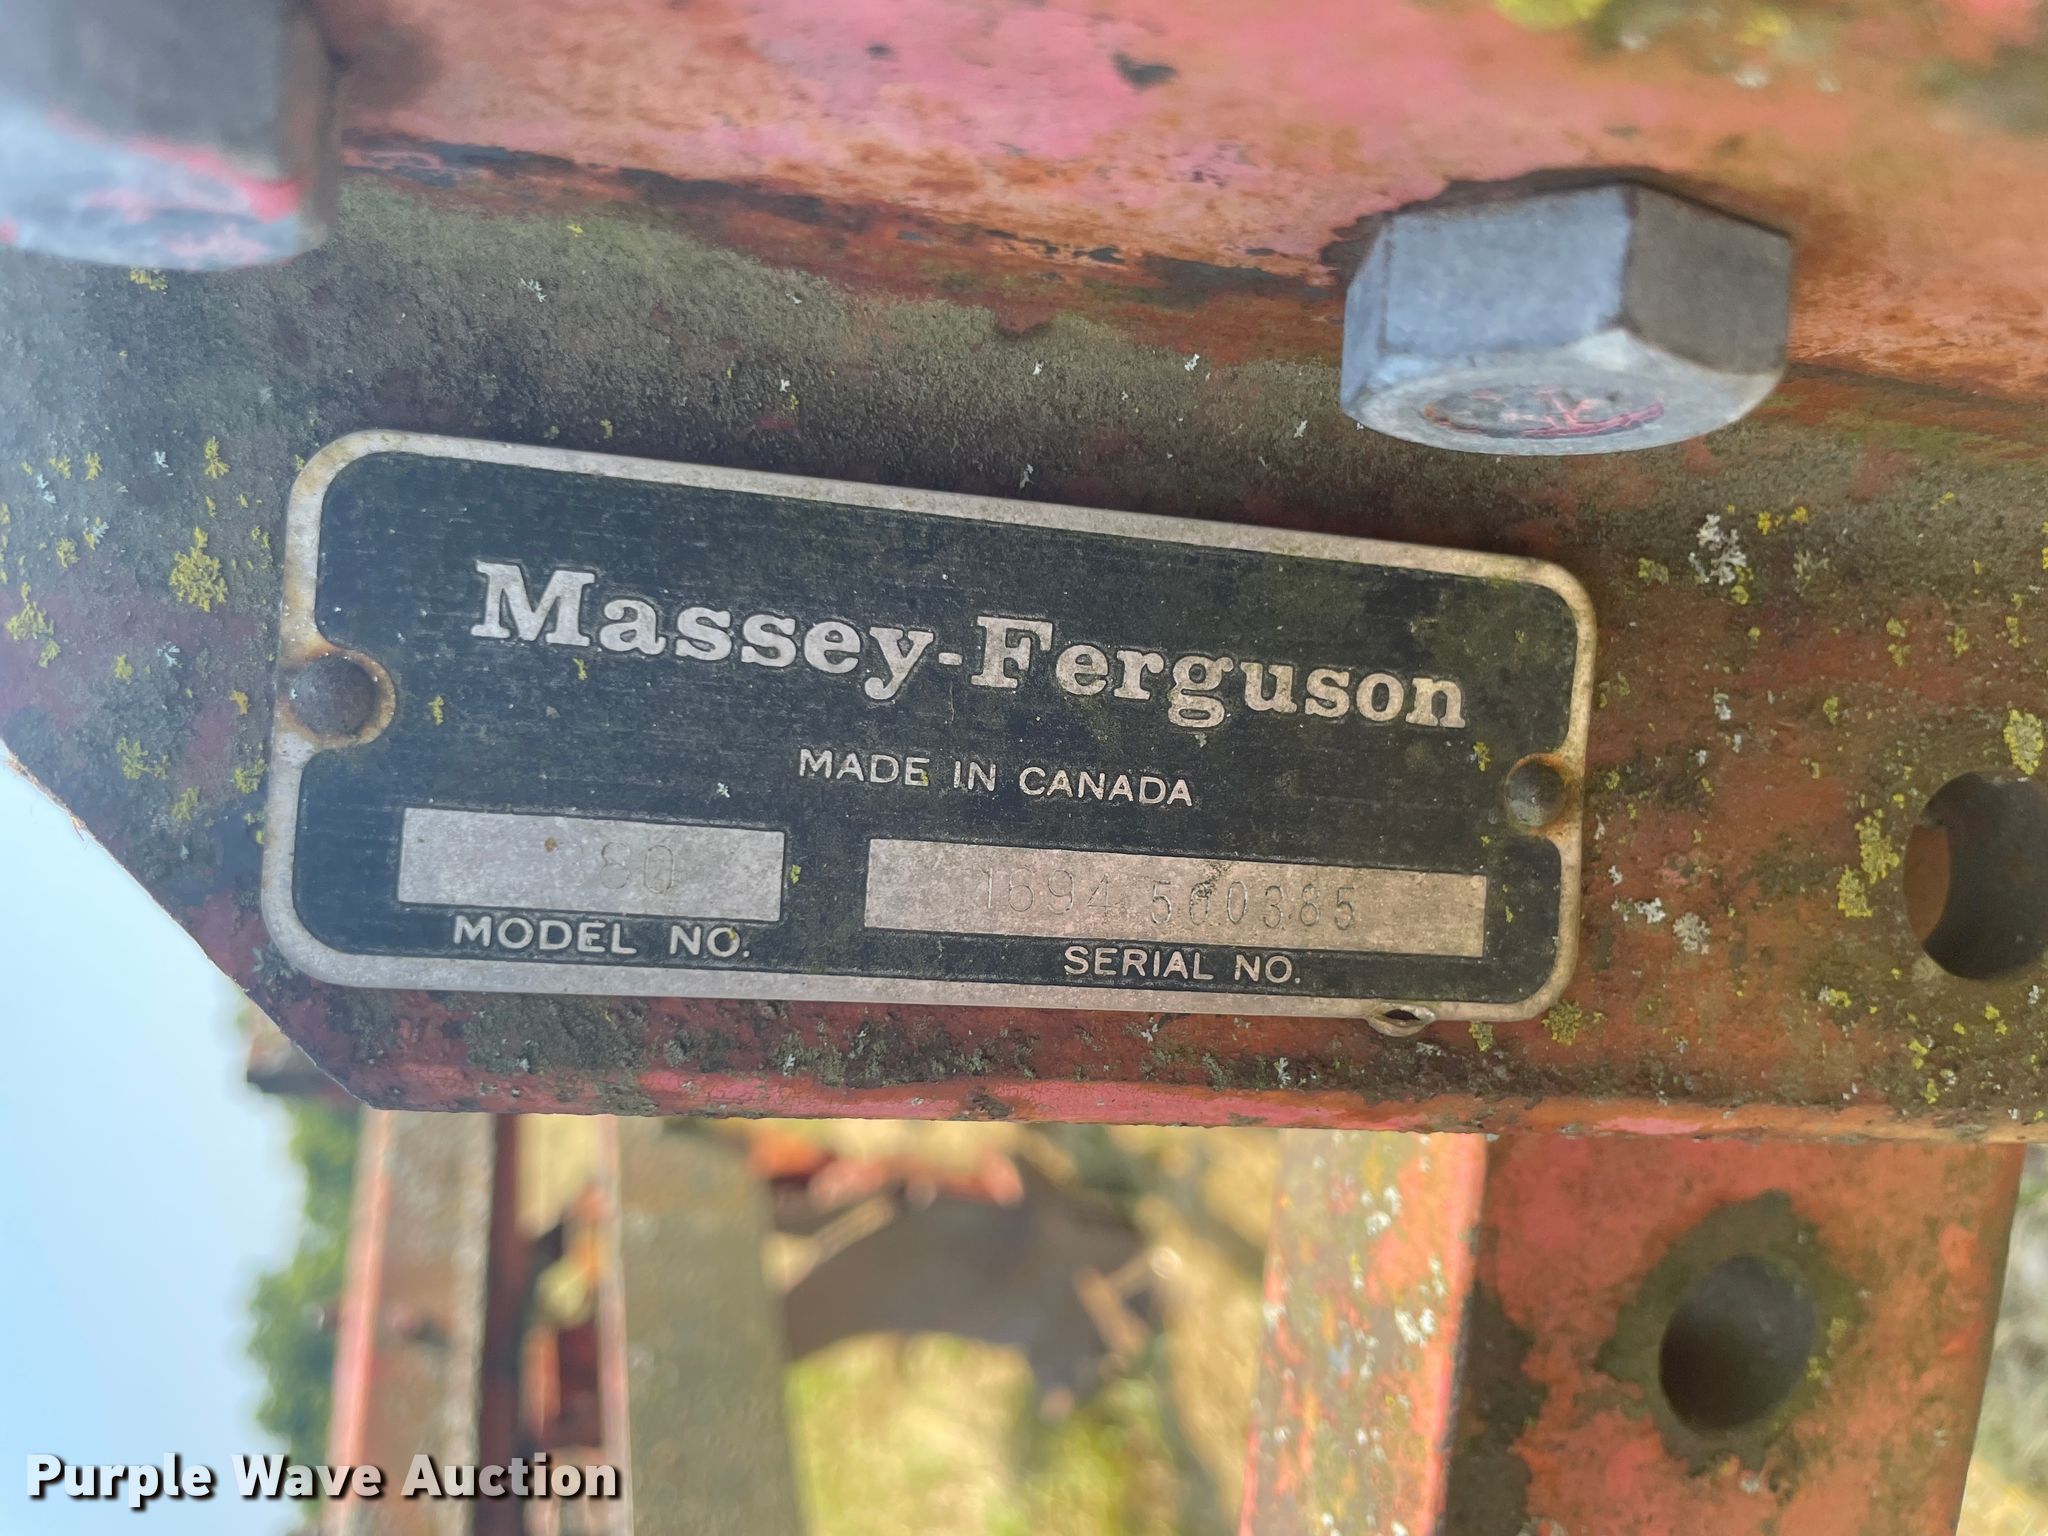 Massey-Ferguson
MADE IN CANADA
80
1694 500385
MODEL NO.
SERIAL NO.
Purple Wave Auction